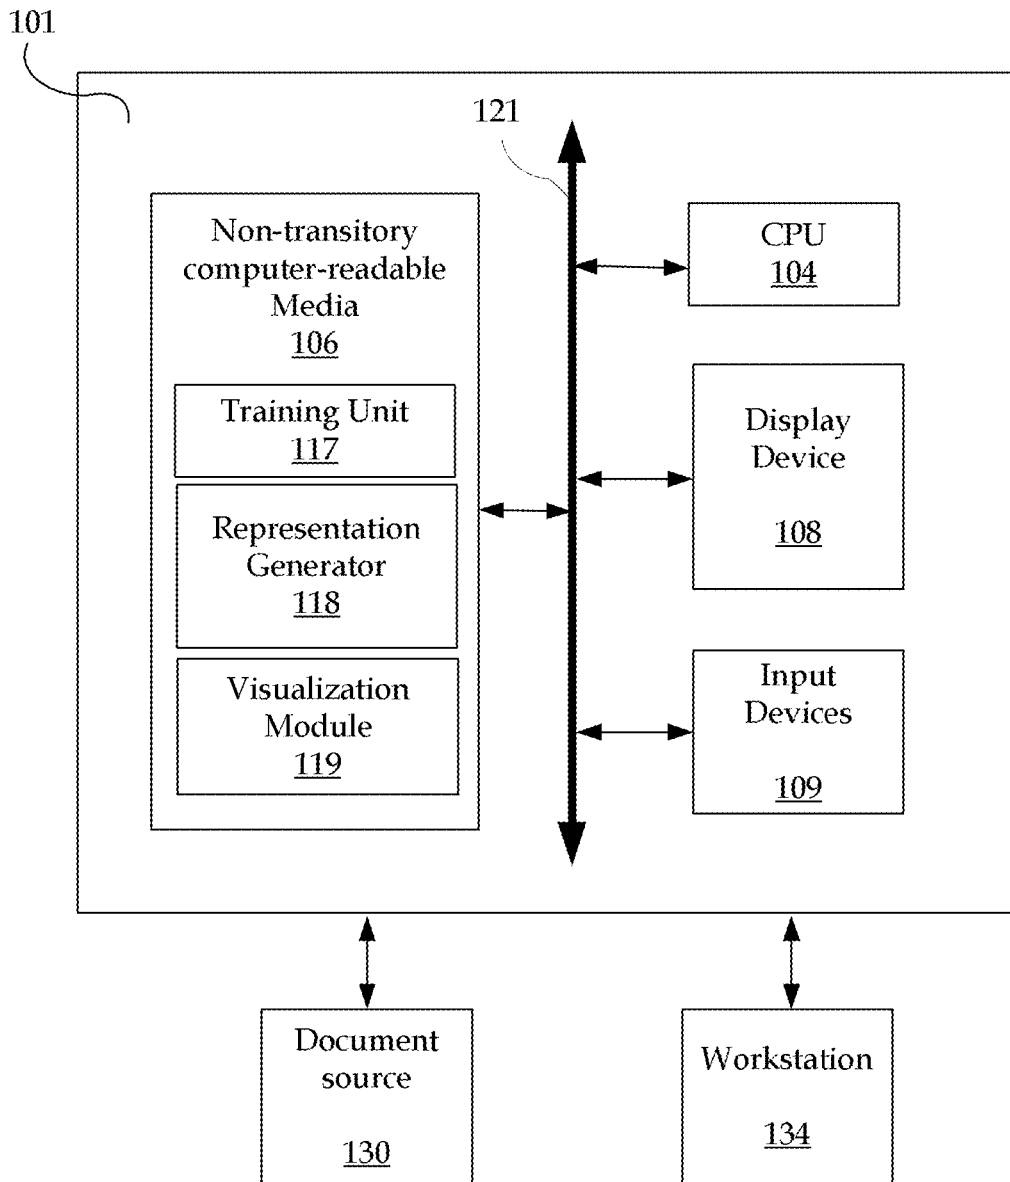 101
121
Non-transitory
computer-readable
Media
106
Training Unit
117
Representation
Generator
118
Visualization
Module
119
CPU
104
Display
Device
108
Input
Devices
109
Document
source
130
Workstation
134